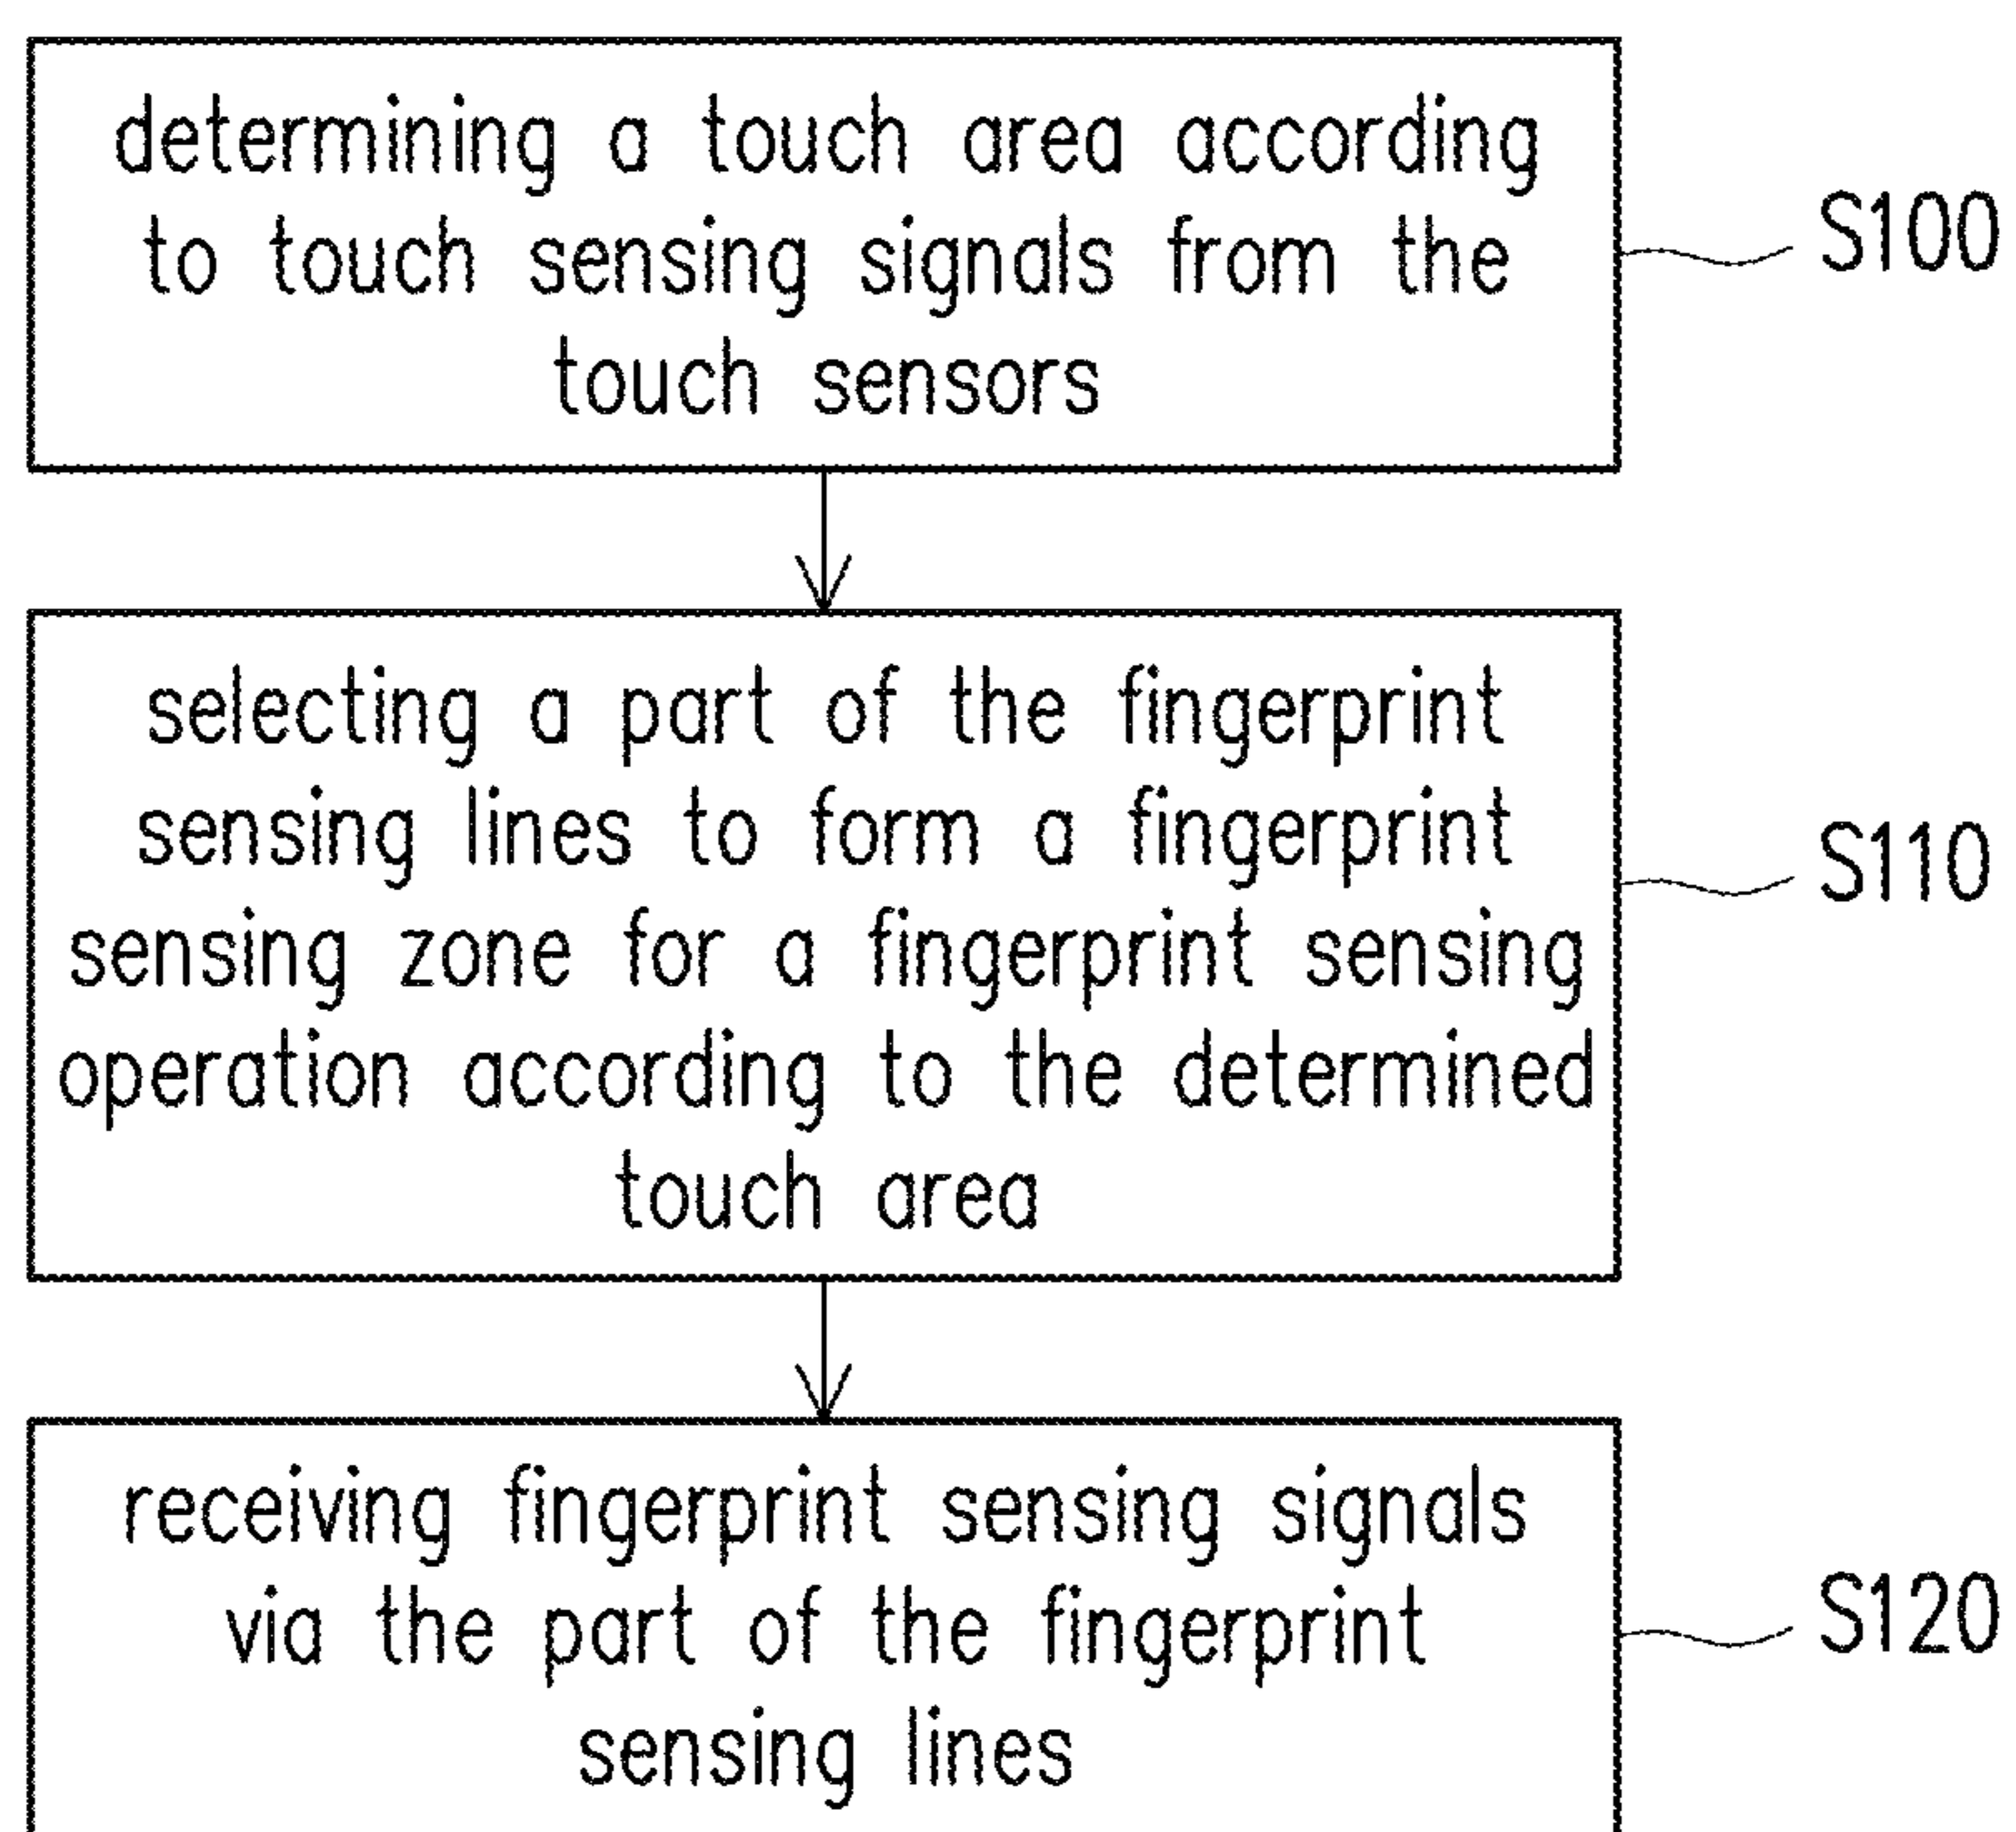 determining a touch area according
to touch sensing signals from the
touch sensors
S100
selecting a part of the fingerprint
sensing lines to form a fingerprint
sensing zone for a fingerprint sensing
operation according to the determined
touch area
S110
receiving fingerprint sensing signals
via the part of the fingerprint
sensing lines
S120